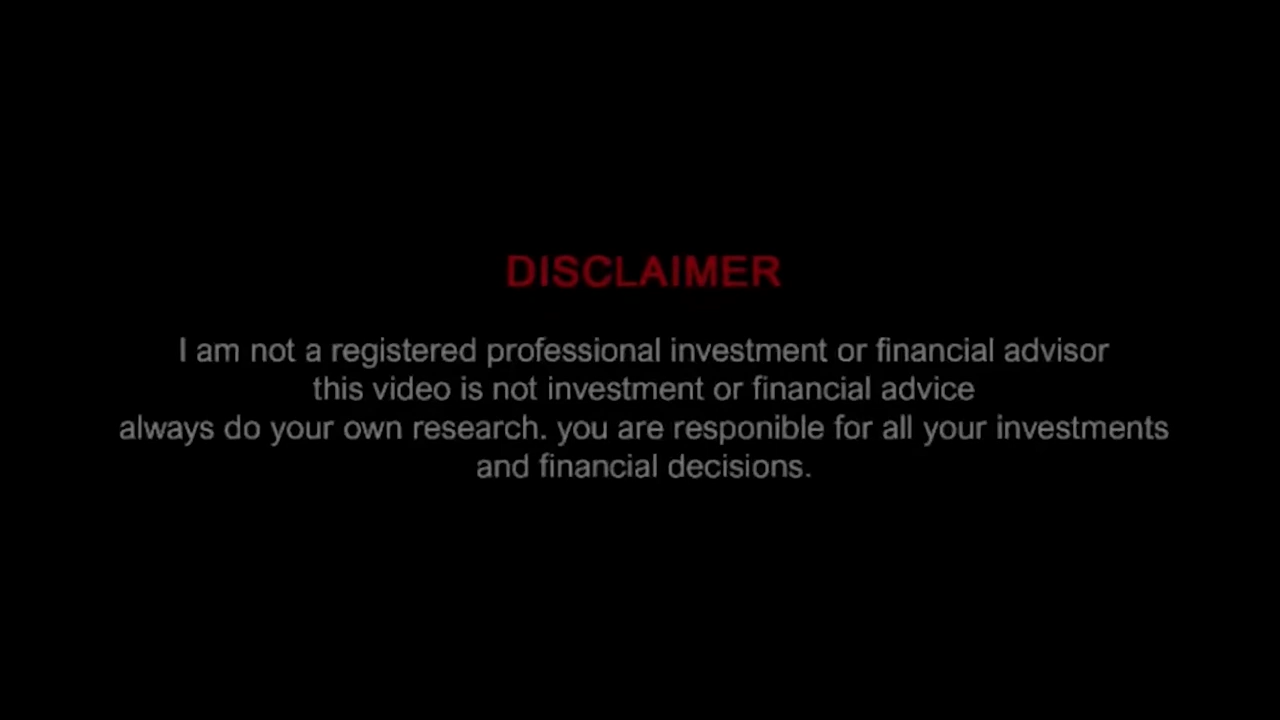 DISCLAIMER
I am not a registered professional investment or financial advisor
this video is not investment or financial advice
always do your own research. you are responible for all your investments
and financial decisions.